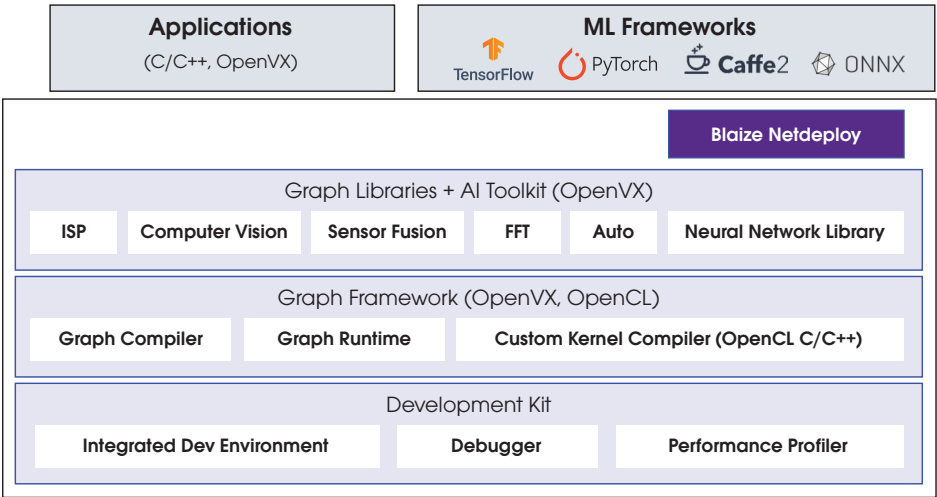 Applications
(C/C++, OpenVX)
ML Frameworks
TensorFlow PyTorch Caffe2 ONNX
Blaize Netdeploy
Graph Libraries + AI Toolkit (OpenVX)
ISP Computer Vision Sensor Fusion FFT Auto Neural Network Library
Graph Framework (OpenVX, OpenCL)
Graph Compiler Graph Runtime Custom Kernel Compiler (OpenCL C/C++)
Development Kit
Integrated Dev Environment Debugger Performance Profiler